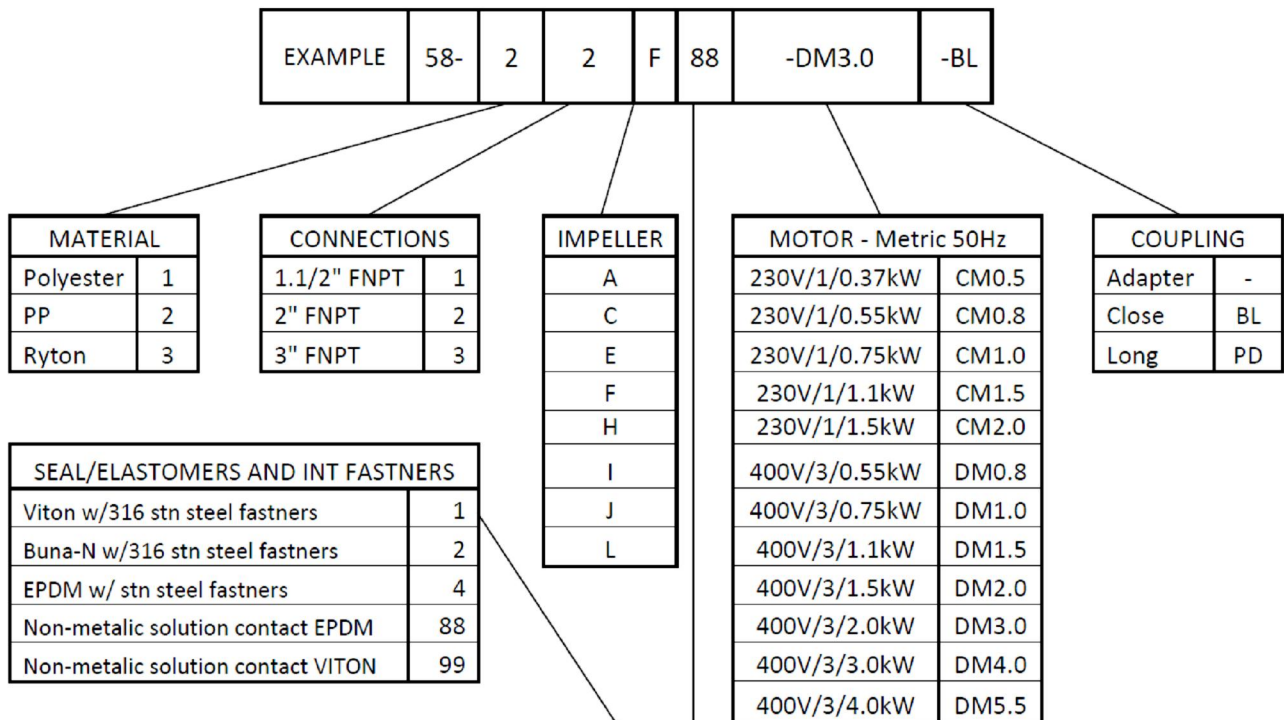 EXAMPLE 58- 2 2 F 88 -DM3.0 -BL
MATERIAL
Polyester 1
PP 2
Ryton 3
CONNECTIONS
1.1/2" FNPT 1
2" FNPT 2
3" FNPT 3
IMPELLER
A
C
E
F
H
I
J
L
MOTOR - Metric 50Hz
230V/1/0.37kW CM0.5
230V/1/0.55kW CM0.8
230V/1/0.75kW CM1.0
230V/1/1.1kW CM1.5
230V/1/1.5kW CM2.0
400V/3/0.55kW DM0.8
400V/3/0.75kW DM1.0
400V/3/1.1kW DM1.5
400V/3/1.5kW DM2.0
400V/3/2.0kW DM3.0
400V/3/3.0kW DM4.0
400V/3/4.0kW DM5.5
COUPLING
Adapter -
Close BL
Long PD
SEAL/ELASTOMERS AND INT FASTNERS
Viton w/316 stn steel fastners 1
Buna-N w/316 stn steel fastners 2
EPDM w/ stn steel fastners 4
Non-metalic solution contact EPDM 88
Non-metalic solution contact VITON 99